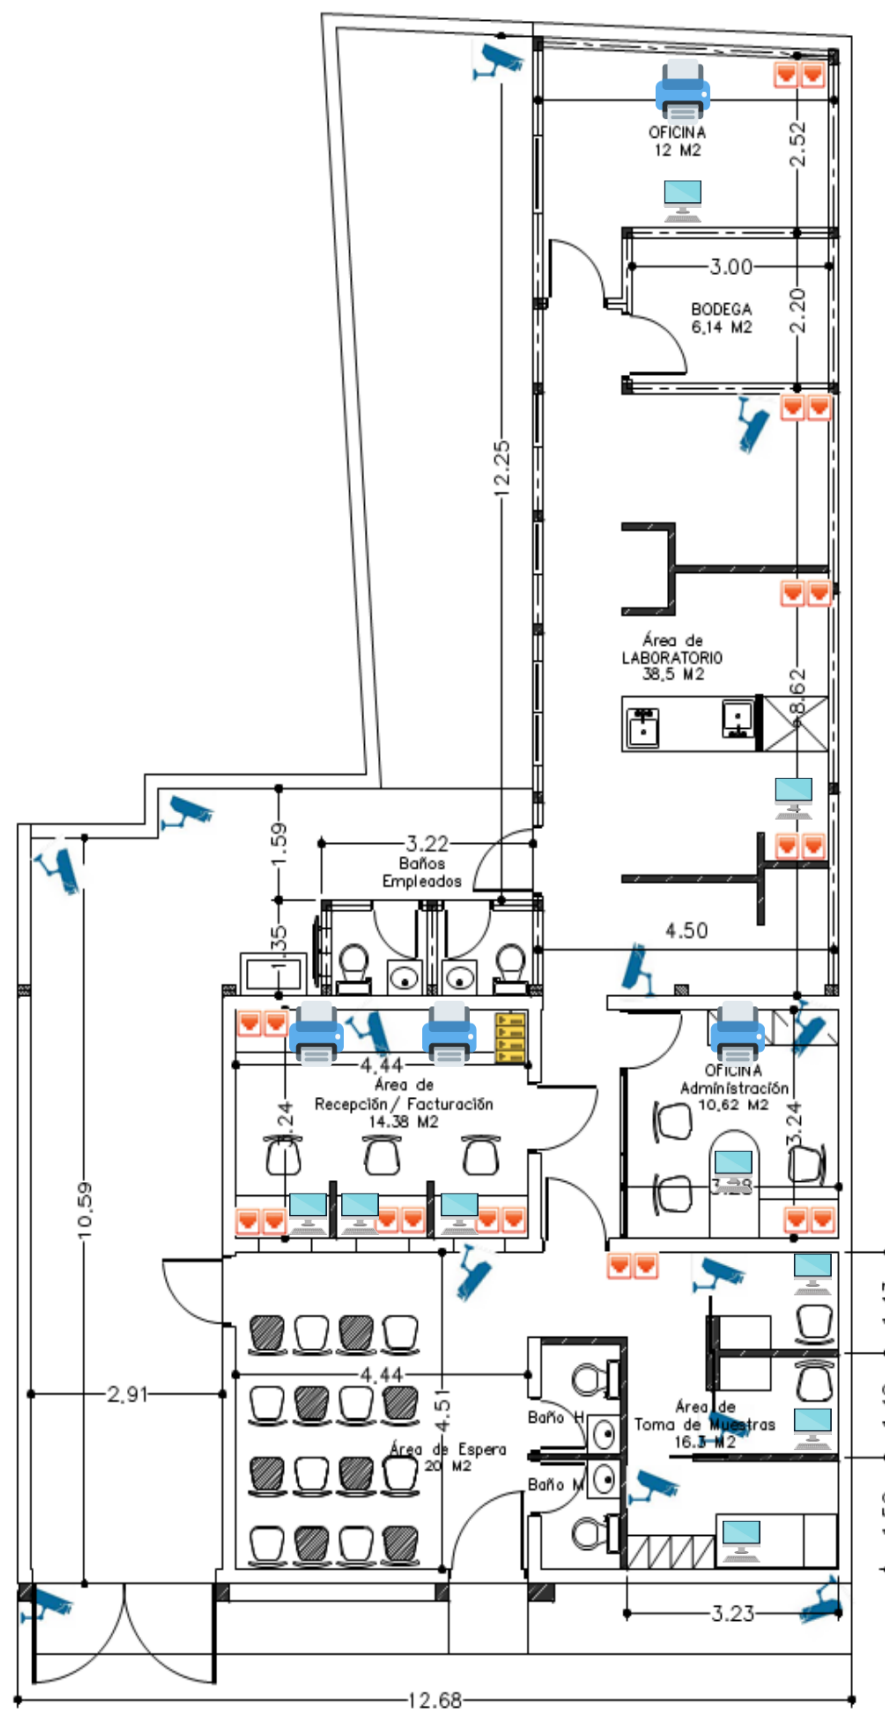 OFICINA
12 M2
2.52
3.00
BODEGA
6,14 M2
2.20
12.25
Área de
LABORATORIO
38,5 M2
8.62
1.59
3.22
Baños
Empleados
1.35
4.50
4.44
Área de
Recepción/ Facturación
14.38 M2
3.24
OFICINA
Administración
10,62 M2
3.24
10.59
2.91
4.44
4.51
Área de Espera
20 M2
Baño H
Baño M
Área de
Toma de Muestras
16.3 M2
3.23
12.68